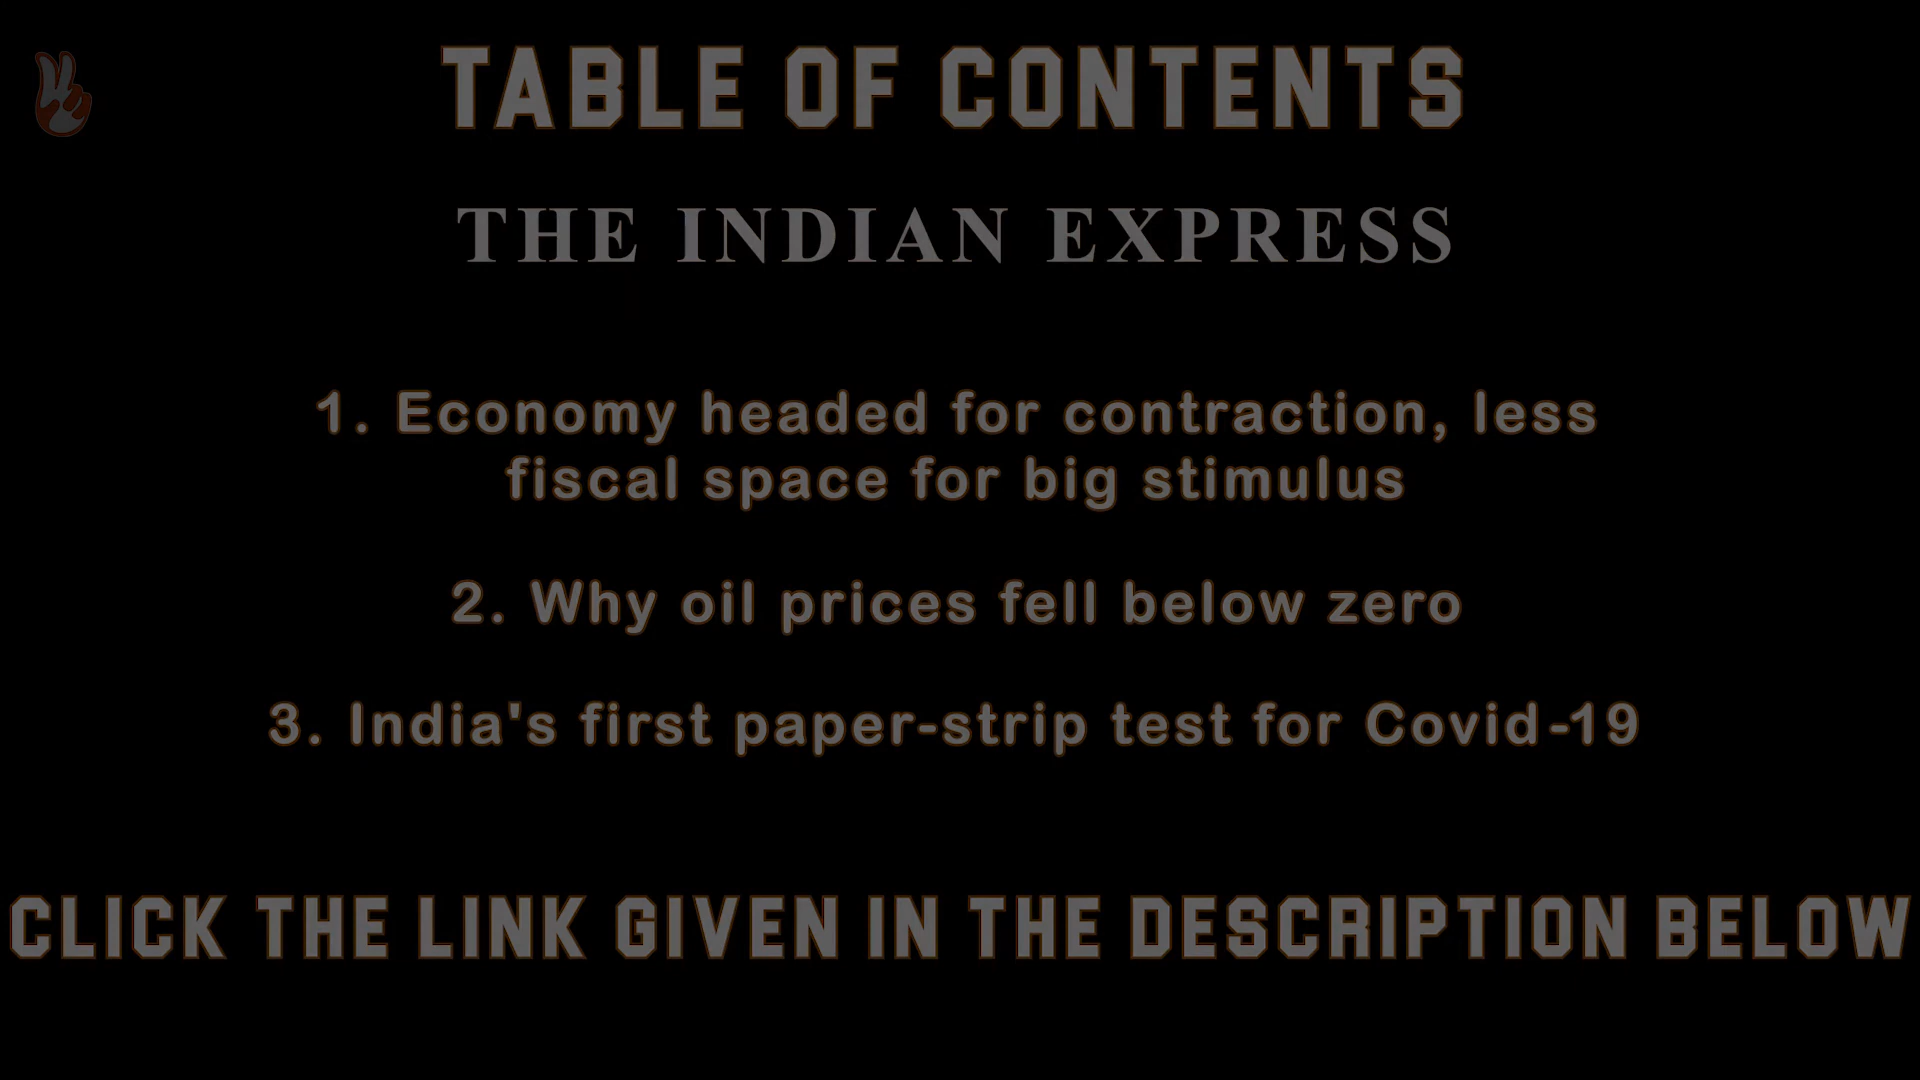 TABLE OF CONTENTS
THE INDIAN EXPRESS
1. Economy headed for contraction, less
fiscal space for big stimulus
2. Why oil prices fell below zero
3. India's first paper-strip test for Covid-19
CLICK THE LINK GIVEN IN THE DESCRIPTION BELOW